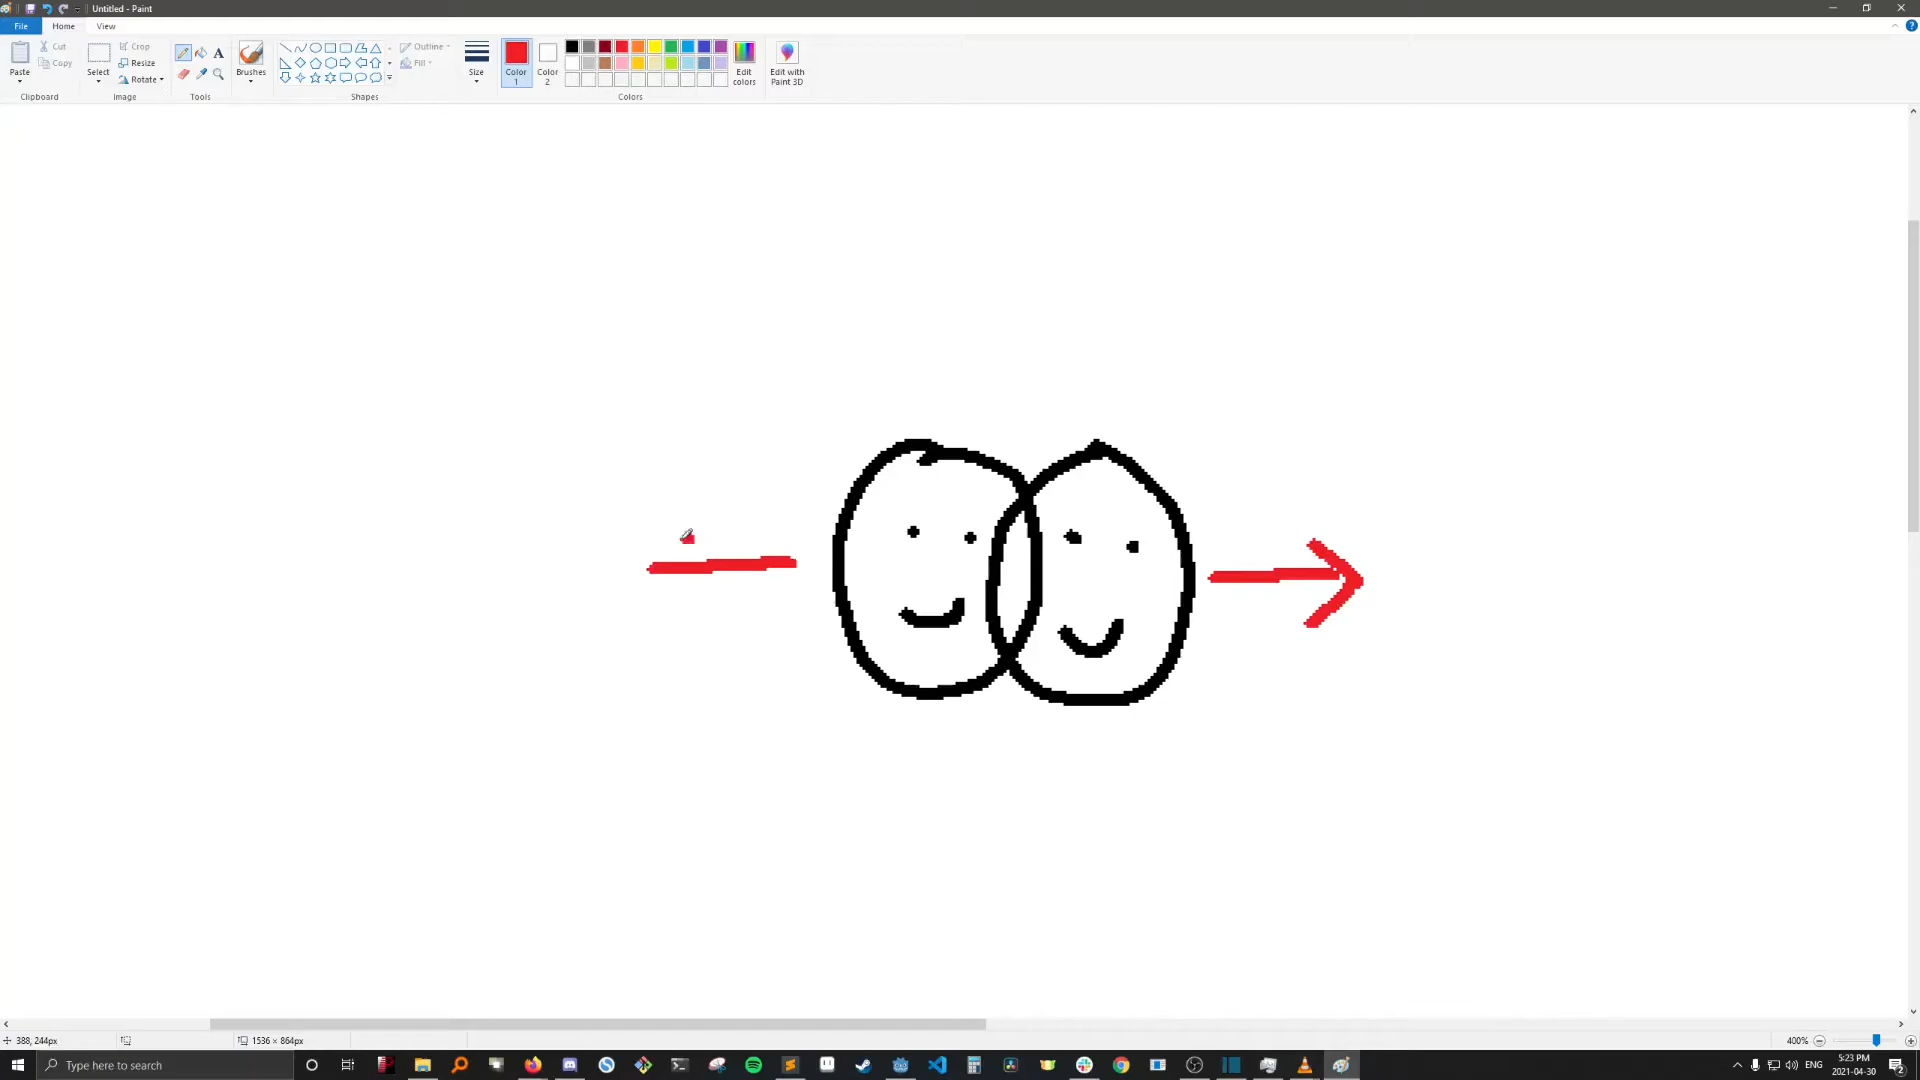 Untitled - Paint
File Home View
Paste
Cut
Copy
Clipboard
Select
Crop
Resize
Rotate
Image
Tools
A
Brushes
Shapes
Outline
Fill
Size
Color 1
Color 2
Edit colors
Colors
Edit with Paint 3D
388, 244px
1536 × 864px
400%
Type here to search
ENG
5:23 PM
2021-04-30
2